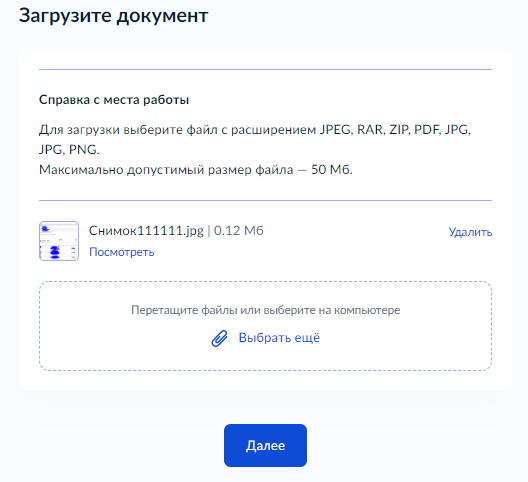 Загрузите документ
Справка с места работы
Для загрузки выберите файл с расширением JPEG, RAR, ZIP, PDF, JPG,
JPG, PNG.
Максимально допустимый размер файла — 50 Мб.
Снимок111111.jpg | 0.12 Мб
Удалить
Посмотреть
Перетащите файлы или выберите на компьютере
Выбрать ещё
Далее